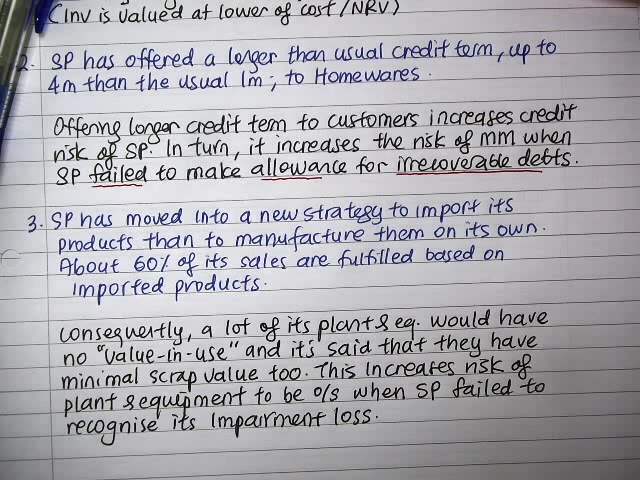 (Inv is valued at lower of cost/NRV)
2. SP has offered a longer than usual credit term, up to
4m than the usual 1m; to Homewares.
Offering longer credit tem to customers increases credit
risk of SP. In turn, it increases the risk of MM when
SP failed to make allowance for irrecoverable debts.
3. SP has moved into a new strategy to import its
products than to manufacture them on its own.
About 60% of its sales are fulfilled based on
imported products.
Consequently, a lot of its plant & eq. would have
no "value-in-use" and it's said that they have
minimal scrap value too. This increases risk of
plant & equipment to be o/s when SP failed to
recognise its impairment loss.